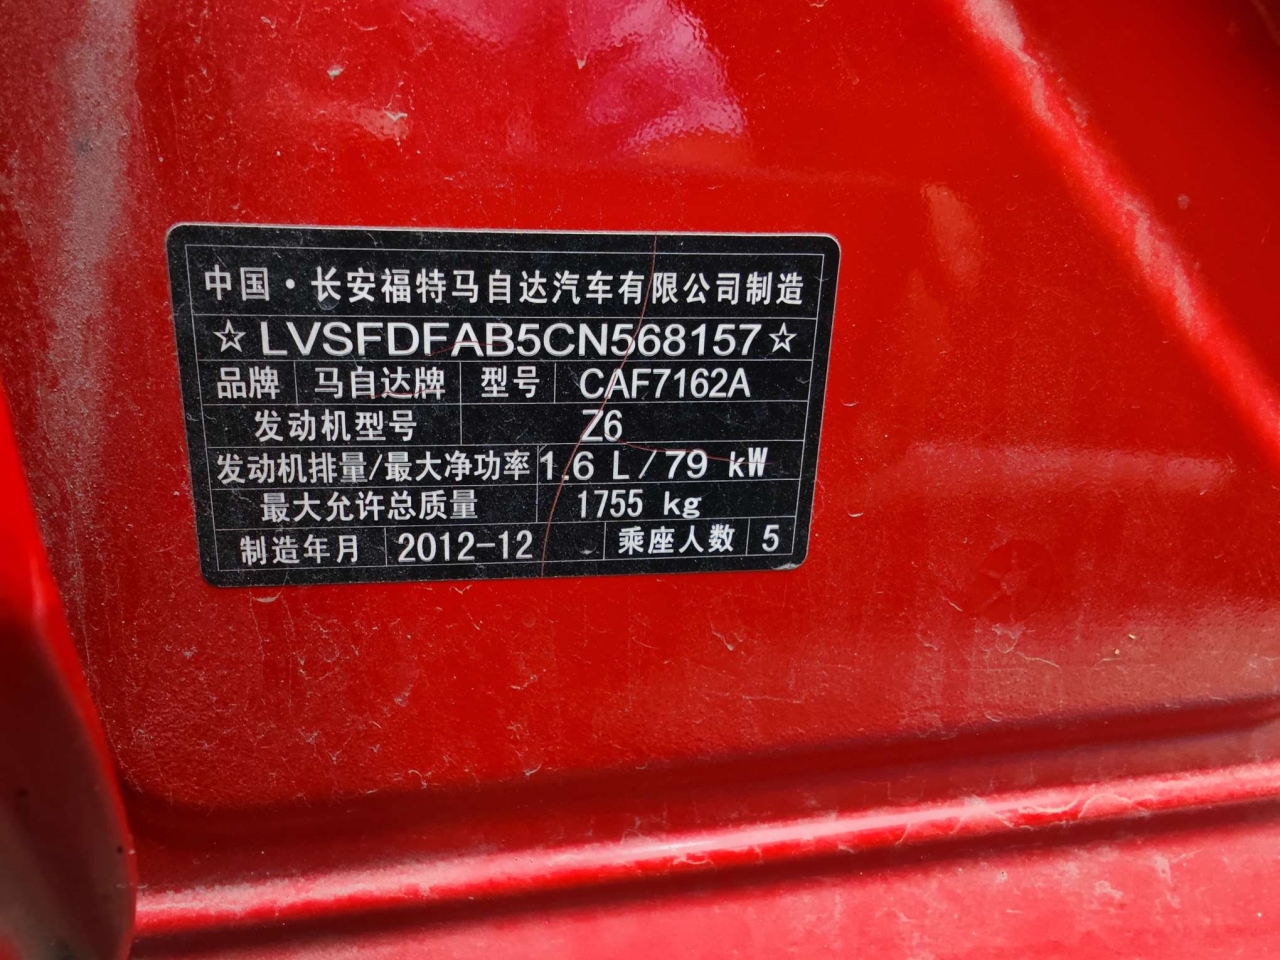 中国·长安福特马自达汽车有限公司制造
☆LVSFDFAB5CN568157☆
品牌 马自达牌 型号 CAF7162A
发动机型号 Z6
发动机排量/最大净功率 1.6 L/79 kW
最大允许总质量 1755 kg
制造年月 2012-12 乘座人数 5